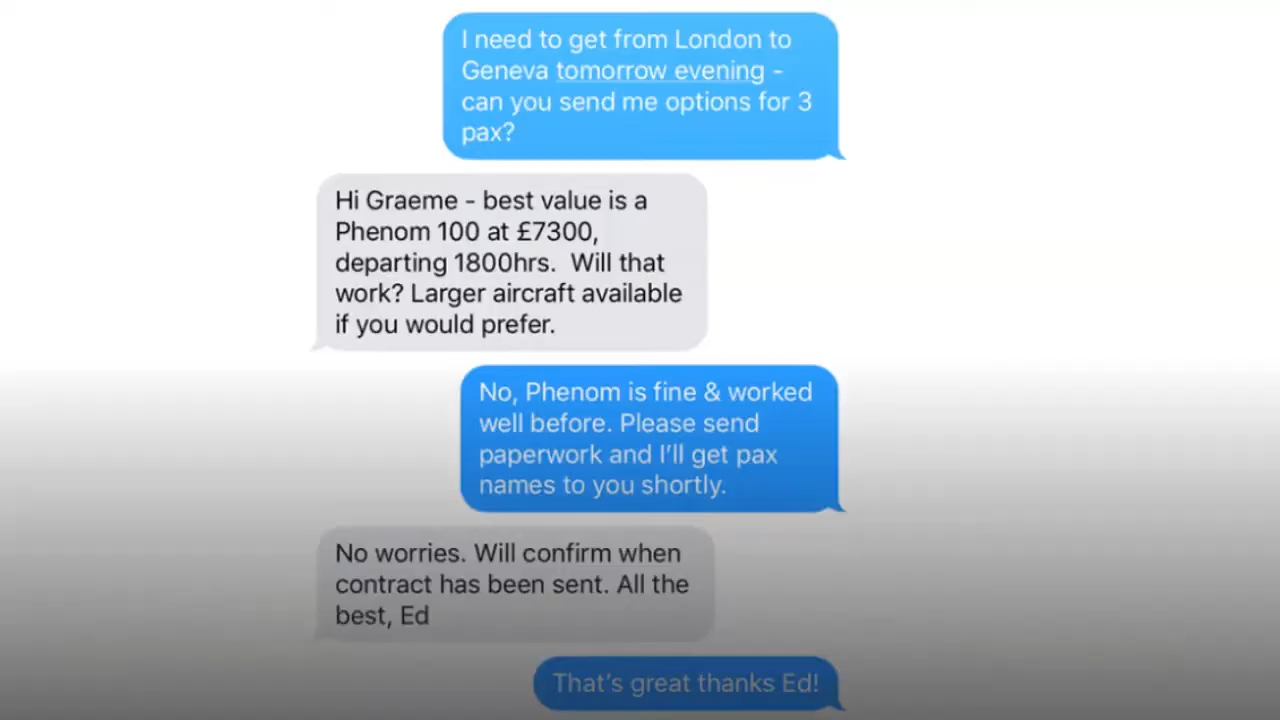 I need to get from London to
Geneva tomorrow evening -
can you send me options for 3
pax?
Hi Graeme - best value is a
Phenom 100 at £7300,
departing 1800hrs.  Will that
work? Larger aircraft available
if you would prefer.
No, Phenom is fine & worked
well before. Please send
paperwork and I’ll get pax
names to you shortly.
No worries. Will confirm when
contract has been sent. All the
best, Ed
That’s great thanks Ed!